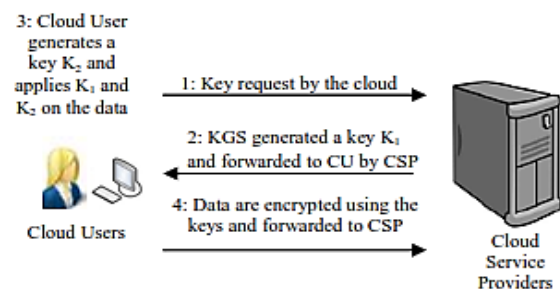 3: Cloud User
generates a
key K₂ and
applies K₁ and
K₂ on the data
1: Key request by the cloud
2: KGS generated a key K₁
and forwarded to CU by CSP
4: Data are encrypted using the
keys and forwarded to CSP
Cloud Users
Cloud
Service
Providers